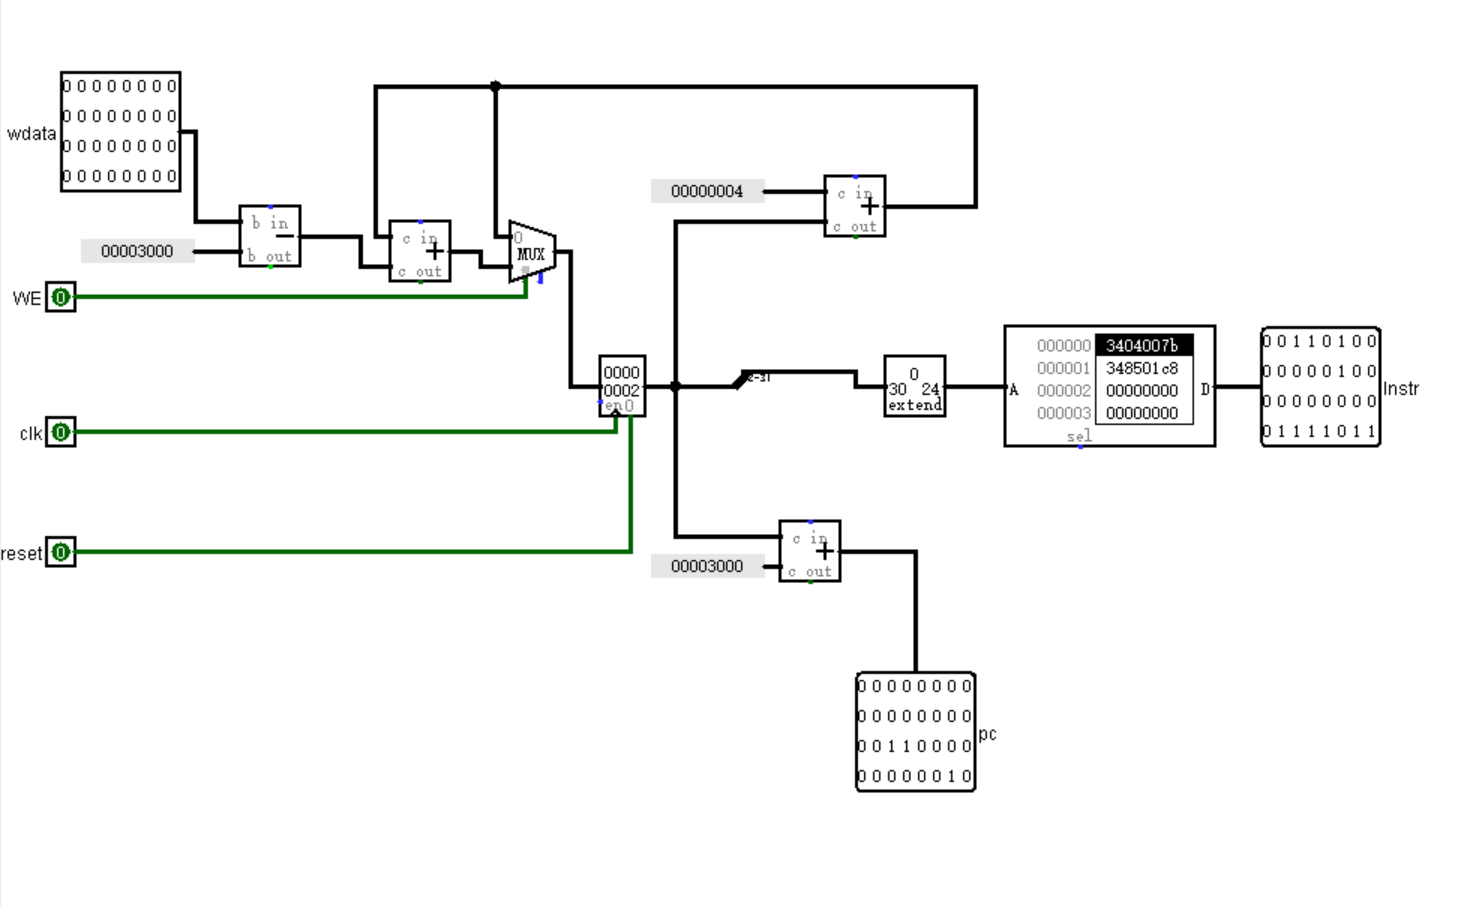 0 0 0 0 0 0 0 0
0 0 0 0 0 0 0 0
0 0 0 0 0 0 0 0
0 0 0 0 0 0 0 0
wdata
00003000
b in
b out
−
c in
c out
+
0
MUX
WE
0
clk
0
reset
0
0000
0002
en0
00000004
c in
c out
+
0
30 24
extend
A
000000 3404007b
000001 348501c8
000002 00000000
000003 00000000
sel
D
0 0 1 1 0 1 0 0
0 0 0 0 0 1 0 0
0 0 0 0 0 0 0 0
0 1 1 1 1 0 1 1
Instr
00003000
c in
c out
+
0 0 0 0 0 0 0 0
0 0 0 0 0 0 0 0
0 0 1 1 0 0 0 0
0 0 0 0 0 0 1 0
pc